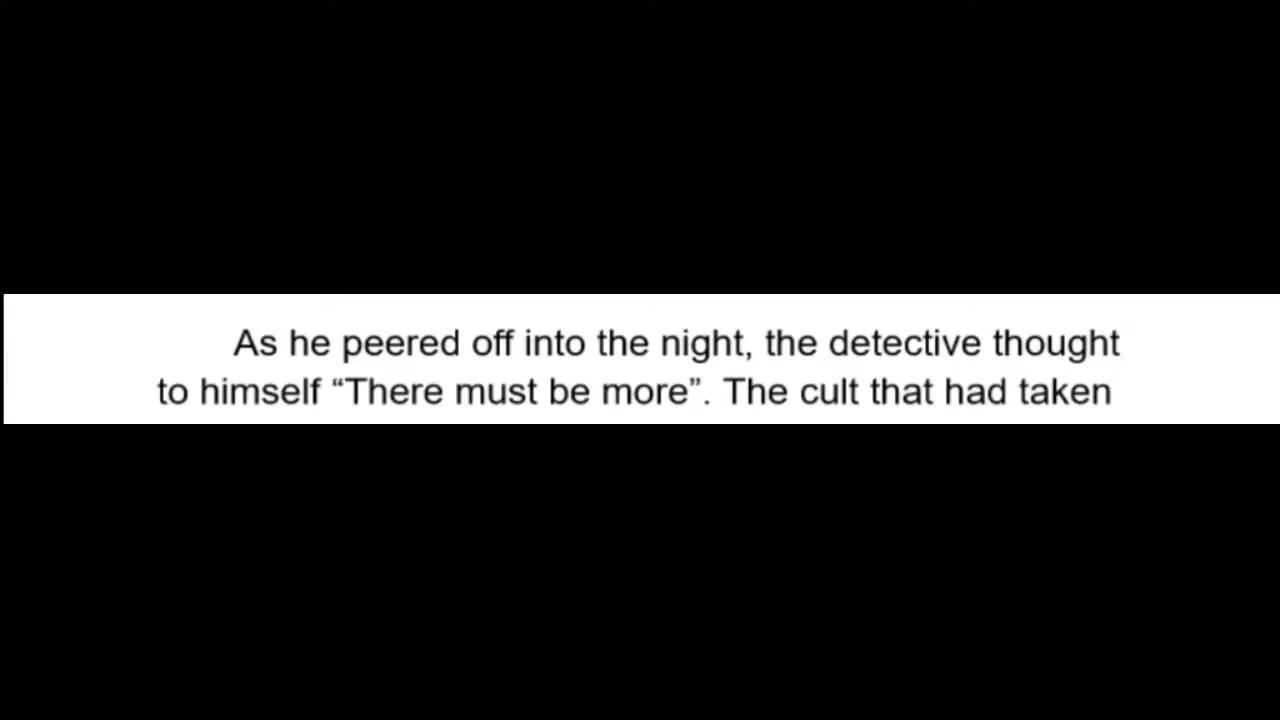 As he peered off into the night, the detective thought
to himself “There must be more”. The cult that had taken